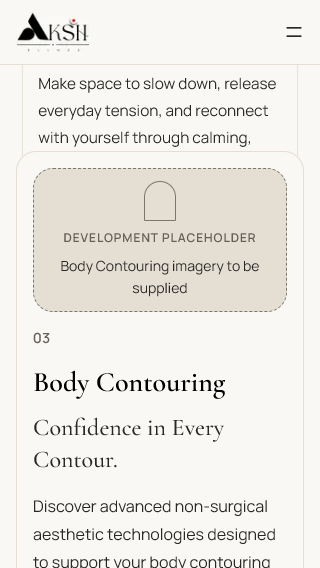 AKSH
Make space to slow down, release
everyday tension, and reconnect
with yourself through calming,
DEVELOPMENT PLACEHOLDER
Body Contouring imagery to be
supplied
03
Body Contouring
Confidence in Every
Contour.
Discover advanced non-surgical
aesthetic technologies designed
to support your body contouring